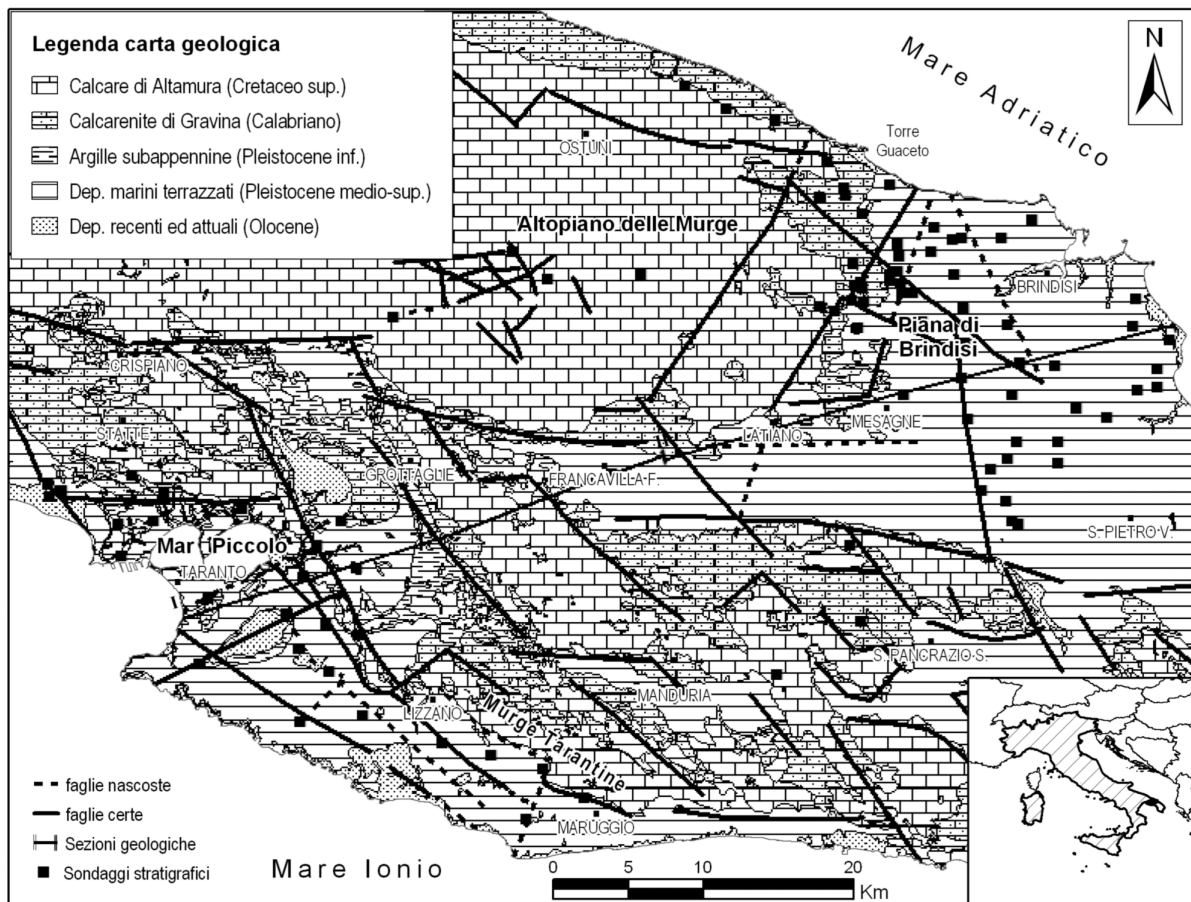 Legenda carta geologica
Calcare di Altamura (Cretaceo sup.)
Calcarenite di Gravina (Calabriano)
Argille subappennine (Pleistocene inf.)
Dep. marini terrazzati (Pleistocene medio-sup.)
Dep. recenti ed attuali (Olocene)
Mare Adriatico
N
OSTUNI
Torre
Guaceto
Altopiano delle Murge
BRINDISI
Piana di
Brindisi
CRISPIANO
STATTE
MESAGNE
LATIANO
GROTTAGLIE
FRANCAVILLA F.
S. PIETRO V.
Mar Piccolo
TARANTO
S. PANCRAZIO S.
MANDURIA
LIZZANO
Murge Tarantine
MARUGGIO
faglie nascoste
faglie certe
Sezioni geologiche
Sondaggi stratigrafici
Mare Ionio
0 5 10 20
Km